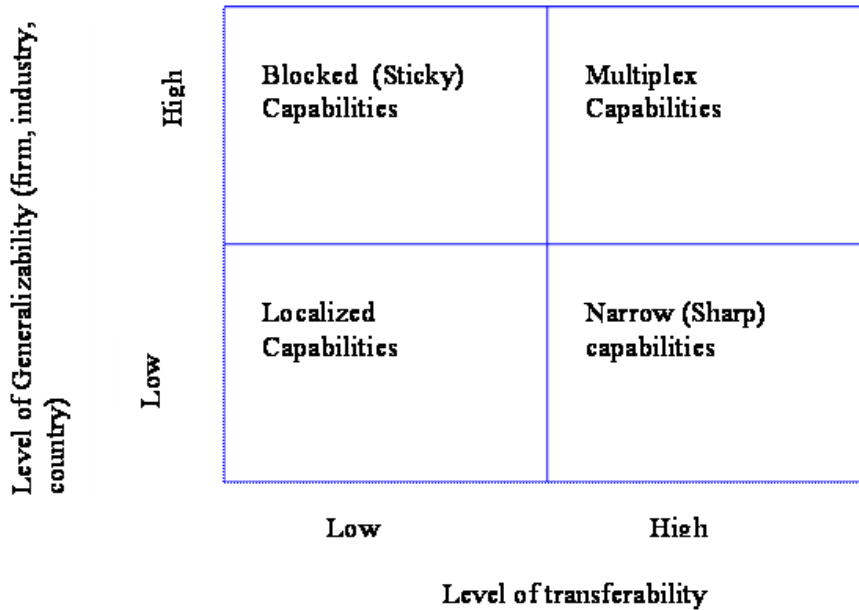 Level of Generalizability (firm, industry,
country)
High
Blocked (Sticky)
Capabilities
Multiplex
Capabilities
Low
Localized
Capabilities
Narrow (Sharp)
capabilities
Low
High
Level of transferability